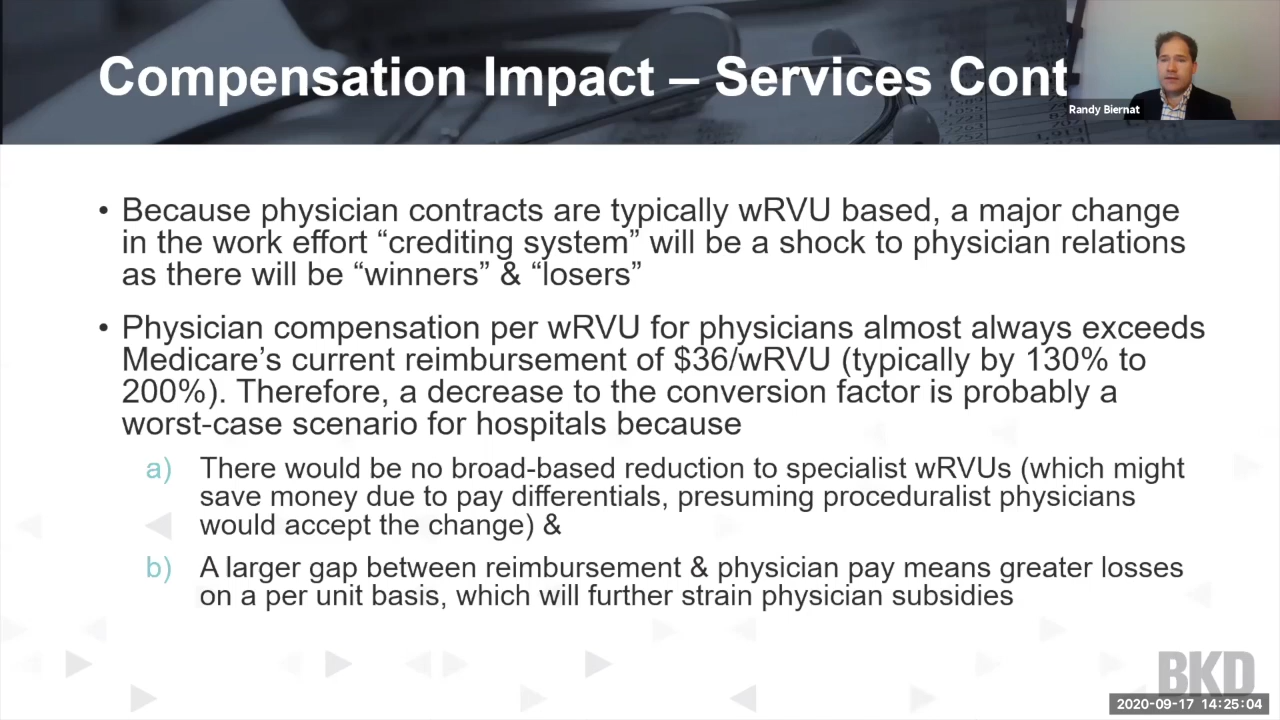 Compensation Impact – Services Cont
Randy Biernat
• Because physician contracts are typically wRVU based, a major change
in the work effort “crediting system” will be a shock to physician relations
as there will be “winners” & “losers”
• Physician compensation per wRVU for physicians almost always exceeds
Medicare’s current reimbursement of $36/wRVU (typically by 130% to
200%). Therefore, a decrease to the conversion factor is probably a
worst-case scenario for hospitals because
a) There would be no broad-based reduction to specialist wRVUs (which might
save money due to pay differentials, presuming proceduralist physicians
would accept the change) &
b) A larger gap between reimbursement & physician pay means greater losses
on a per unit basis, which will further strain physician subsidies
BKD
2020-09-17 14:25:04